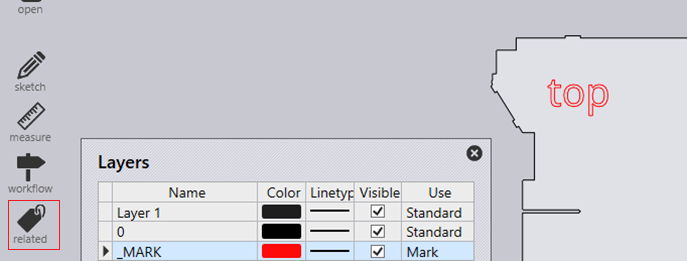 open
sketch
measure
workflow
related
top
Layers
Name Color Linetyp Visible Use
Layer 1 Standard
0 Standard
_MARK Mark